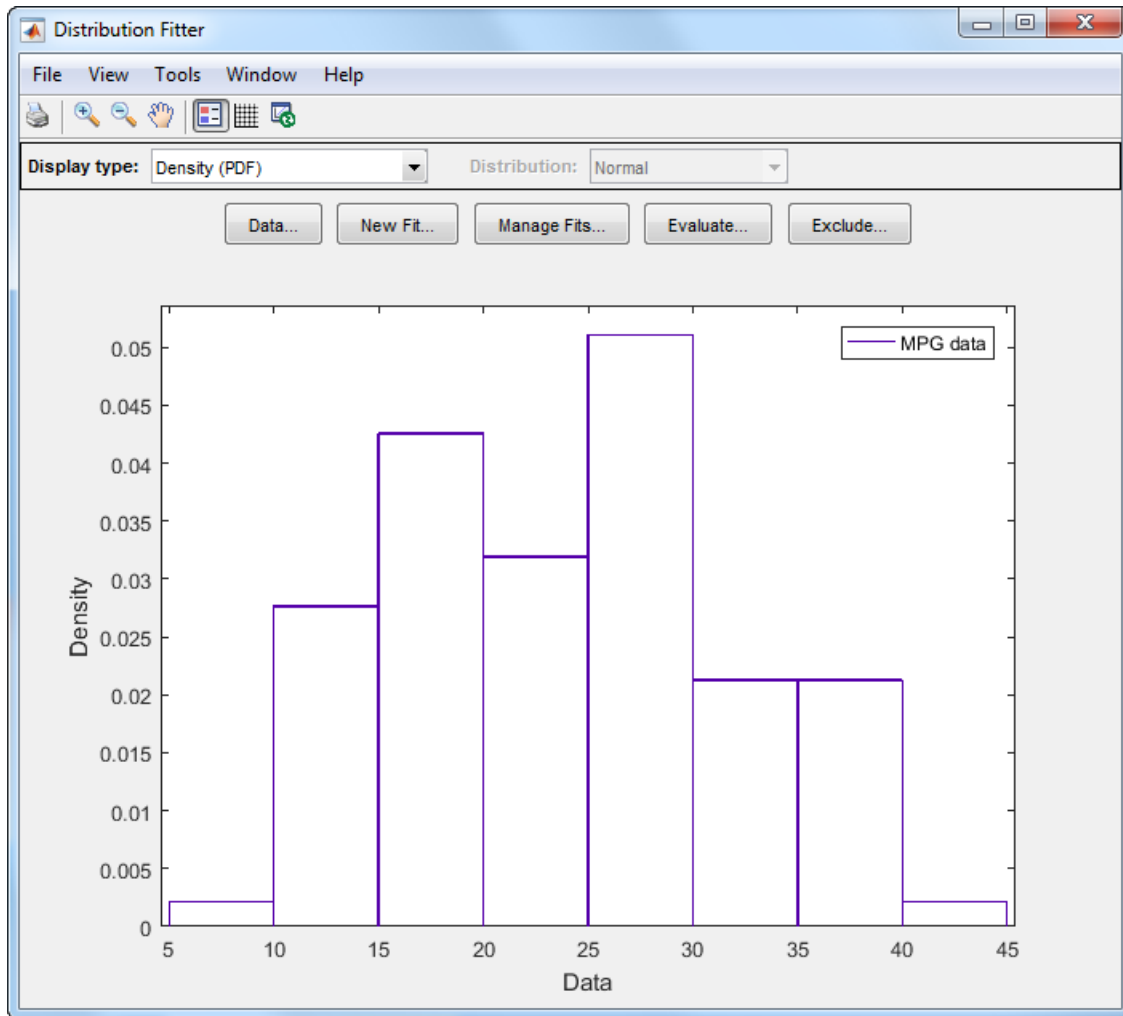 Distribution Fitter
File View Tools Window Help
Display type: Density (PDF) Distribution: Normal
Data... New Fit... Manage Fits... Evaluate... Exclude...
MPG data
0.05
0.045
0.04
0.035
0.03
0.025
0.02
0.015
0.01
0.005
0
Density
5 10 15 20 25 30 35 40 45
Data